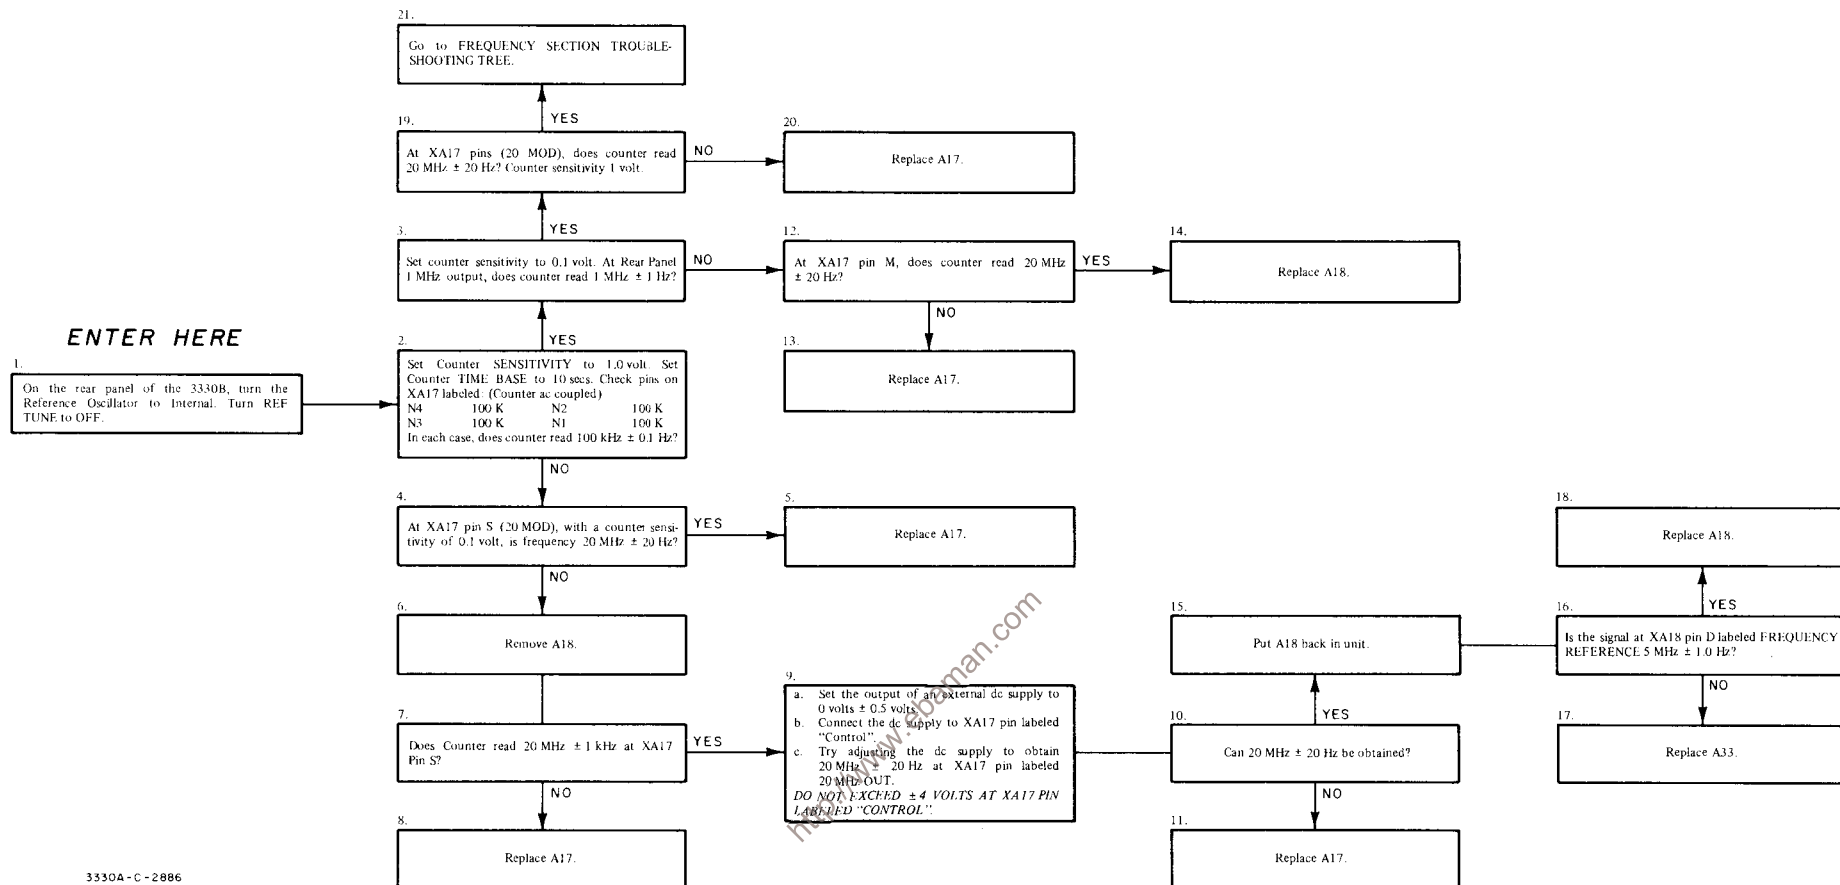 21.
Go to FREQUENCY SECTION TROUBLE-
SHOOTING TREE.
YES
19.
At XA17 pins (20 MOD), does counter read
20 MHz ± 20 Hz? Counter sensitivity 1 volt.
NO
20.
Replace A17.
YES
3.
Set counter sensitivity to 0.1 volt. At Rear Panel
1 MHz output, does counter read 1 MHz ± 1 Hz?
NO
12.
At XA17 pin M, does counter read 20 MHz
± 20 Hz?
YES
14.
Replace A18.
NO
13.
Replace A17.
YES
ENTER HERE
1.
On the rear panel of the 3330B, turn the
Reference Oscillator to Internal. Turn REF
TUNE to OFF.
2.
Set Counter SENSITIVITY to 1.0 volt. Set
Counter TIME BASE to 10 secs. Check pins on
XA17 labeled: (Counter ac coupled)
N4 100 K N2 100 K
N3 100 K N1 100 K
In each case, does counter read 100 kHz ± 0.1 Hz?
NO
4.
At XA17 pin S (20 MOD), with a counter sensi-
tivity of 0.1 volt, is frequency 20 MHz ± 20 Hz?
YES
5.
Replace A17.
NO
6.
Remove A18.
7.
Does Counter read 20 MHz ± 1 kHz at XA17
Pin S?
YES
NO
8.
Replace A17.
9.
a. Set the output of an external dc supply to
0 volts ± 0.5 volts.
b. Connect the dc supply to XA17 pin labeled
"Control".
c. Try adjusting the dc supply to obtain
20 MHz ± 20 Hz at XA17 pin labeled
20 MHz OUT.
DO NOT EXCEED ±4 VOLTS AT XA17 PIN
LABELED "CONTROL".
10.
Can 20 MHz ± 20 Hz be obtained?
YES
15.
Put A18 back in unit.
NO
11.
Replace A17.
16.
Is the signal at XA18 pin D labeled FREQUENCY
REFERENCE 5 MHz ± 1.0 Hz?
YES
18.
Replace A18.
NO
17.
Replace A33.
http://www.ebaman.com
3330A-C-2886